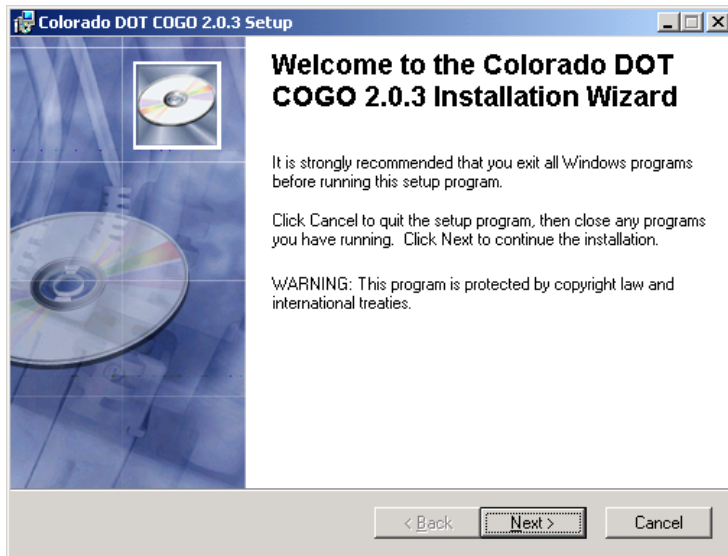 Colorado DOT COGO 2.0.3 Setup
Welcome to the Colorado DOT
COGO 2.0.3 Installation Wizard
It is strongly recommended that you exit all Windows programs
before running this setup program.
Click Cancel to quit the setup program, then close any programs
you have running.  Click Next to continue the installation.
WARNING: This program is protected by copyright law and
international treaties.
< Back
Next >
Cancel